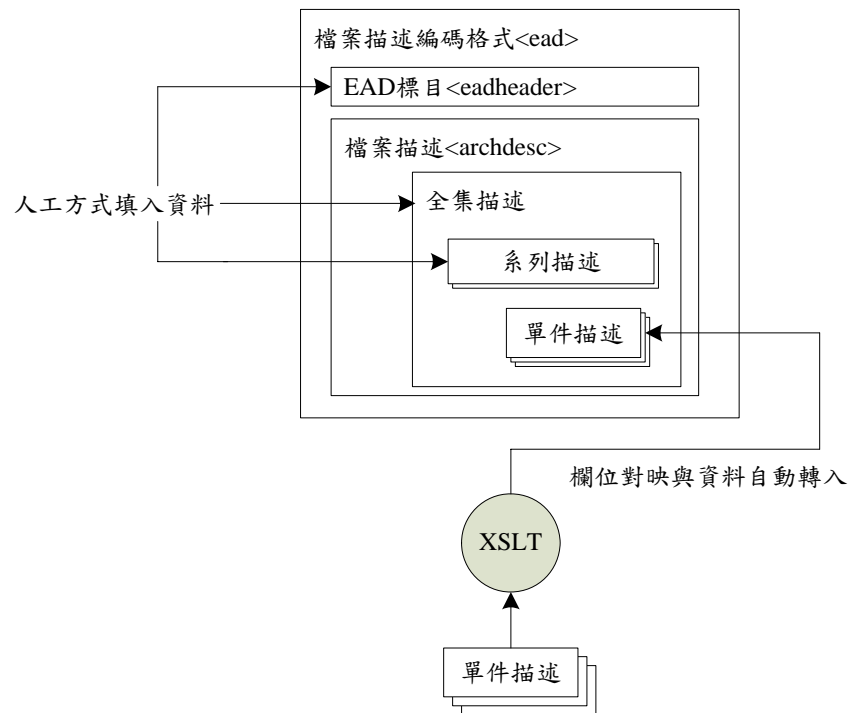 檔案描述編碼格式<ead>
EAD標目<eadheader>
檔案描述<archdesc>
人工方式填入資料
全集描述
系列描述
單件描述
欄位對映與資料自動轉入
XSLT
單件描述